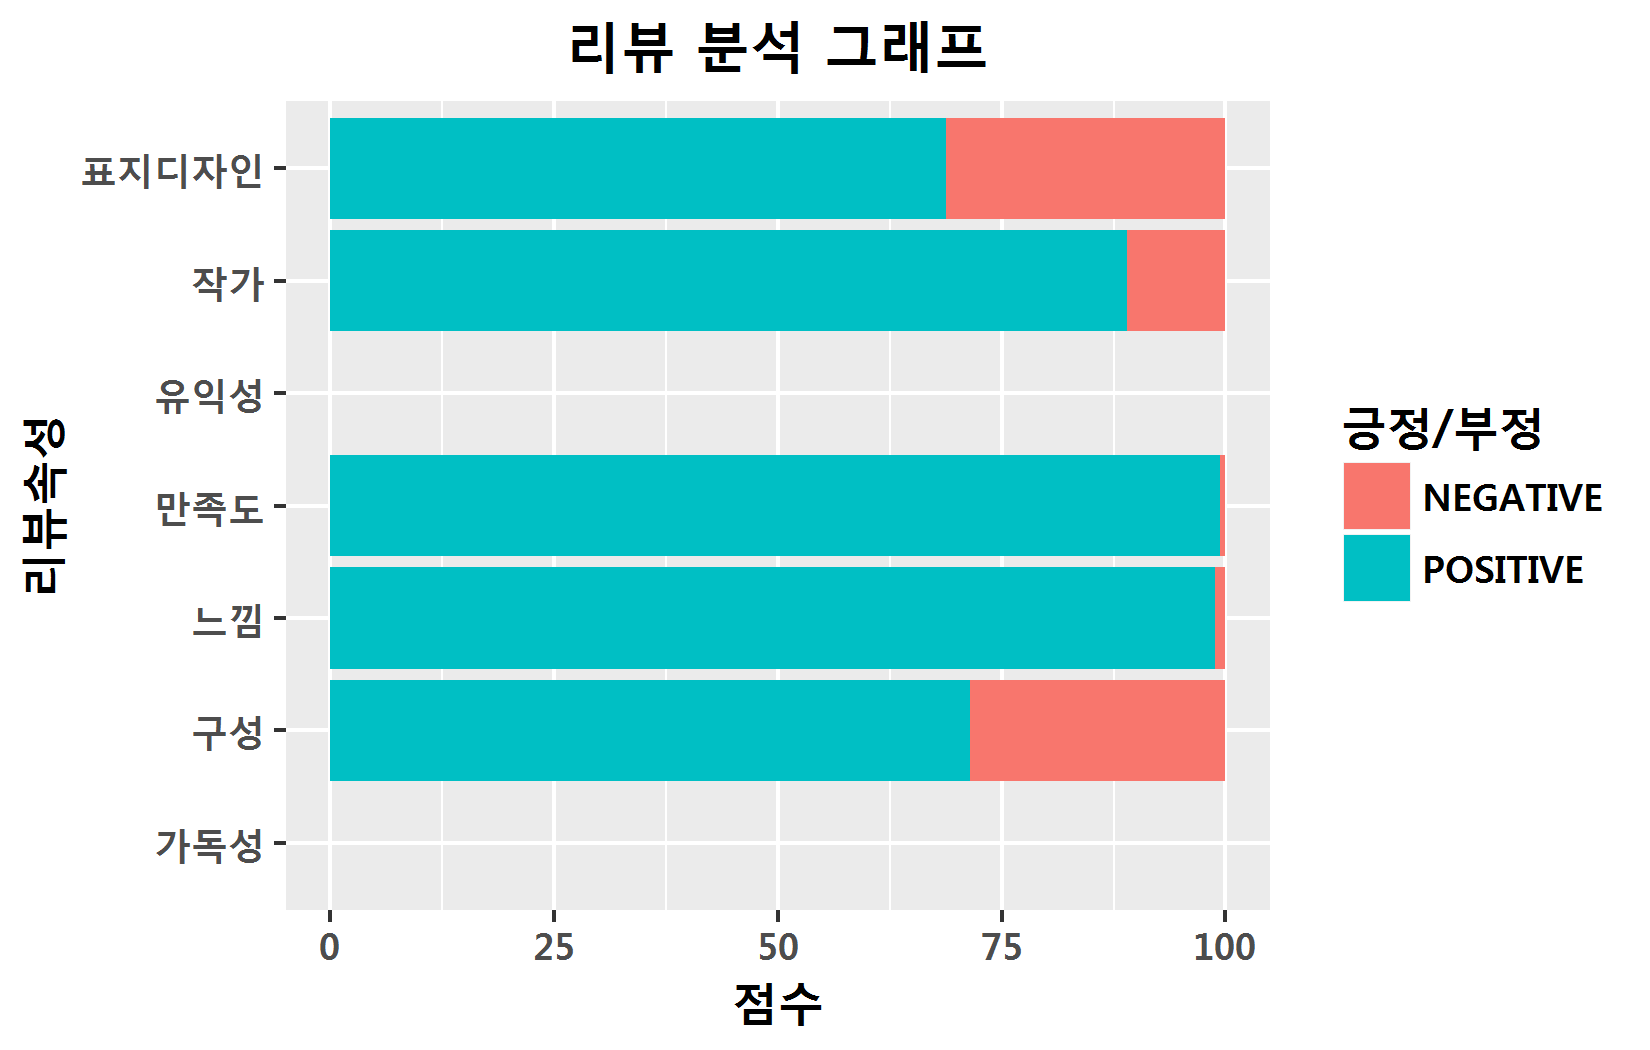 리뷰 분석 그래프
표지디자인
작가
유익성
만족도
느낌
구성
가독성
리뷰속성
0 25 50 75 100
점수
긍정/부정
NEGATIVE
POSITIVE